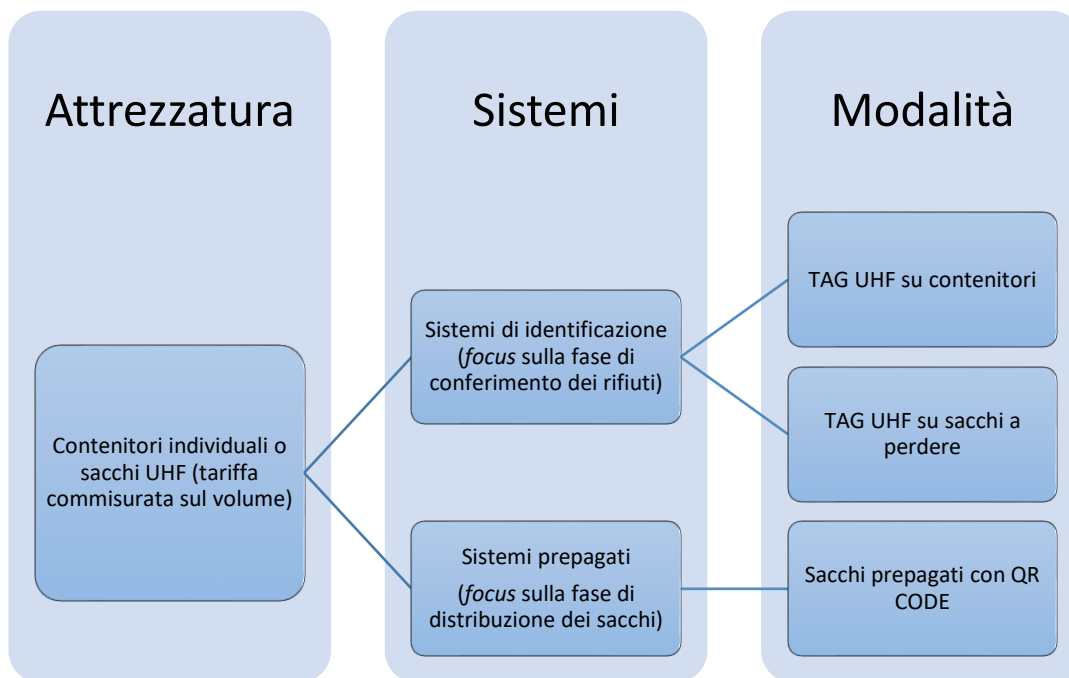 Attrezzatura
Sistemi
Modalità
Contenitori individuali o
sacchi UHF (tariffa
commisurata sul volume)
Sistemi di identificazione
(focus sulla fase di
conferimento dei rifiuti)
Sistemi prepagati
(focus sulla fase di
distribuzione dei sacchi)
TAG UHF su contenitori
TAG UHF su sacchi a
perdere
Sacchi prepagati con QR
CODE